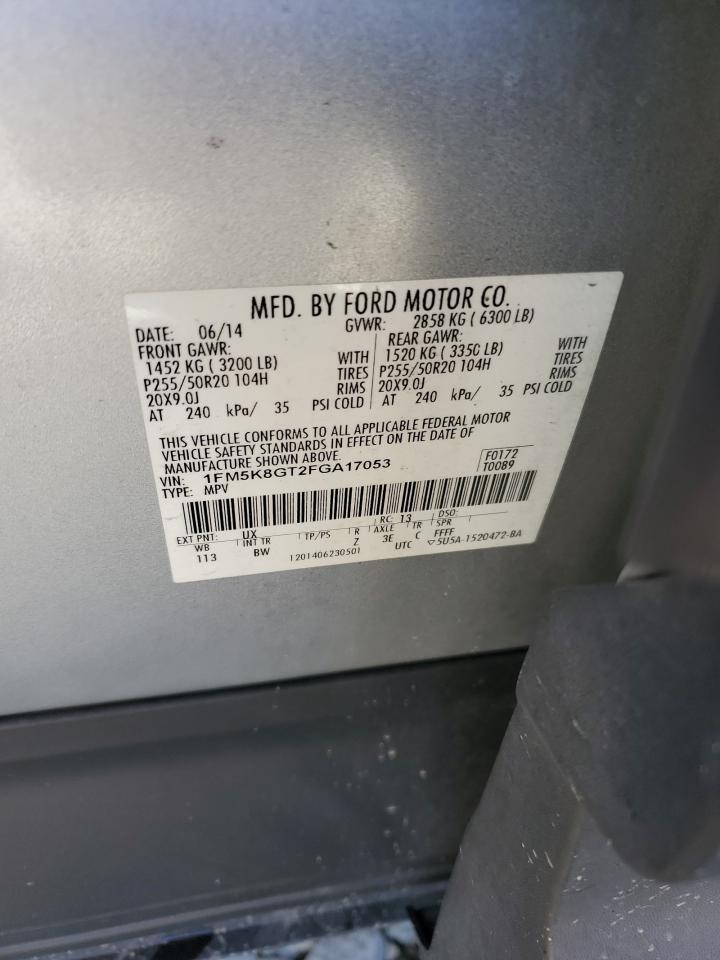 MFD. BY FORD MOTOR CO.
DATE: 06/14 GVWR: 2858 KG ( 6300 LB)
FRONT GAWR: REAR GAWR:
1452 KG ( 3200 LB) WITH 1520 KG ( 3350 LB) WITH
P255/50R20 104H TIRES P255/50R20 104H TIRES
20X9.0J RIMS 20X9.0J RIMS
AT 240 kPa/ 35 PSI COLD AT 240 kPa/ 35 PSI COLD
THIS VEHICLE CONFORMS TO ALL APPLICABLE FEDERAL MOTOR
VEHICLE SAFETY STANDARDS IN EFFECT ON THE DATE OF
MANUFACTURE SHOWN ABOVE. F0172
VIN: 1FM5K8GT2FGA17053 T0089
TYPE: MPV
EXT PNT: UX RC: 13 DSO:
WB INT TR TP/PS R AXLE TR SPR
113 BW Z 3E C FFFF
1201406230501 UTC ▽5U5A-1520472-BA